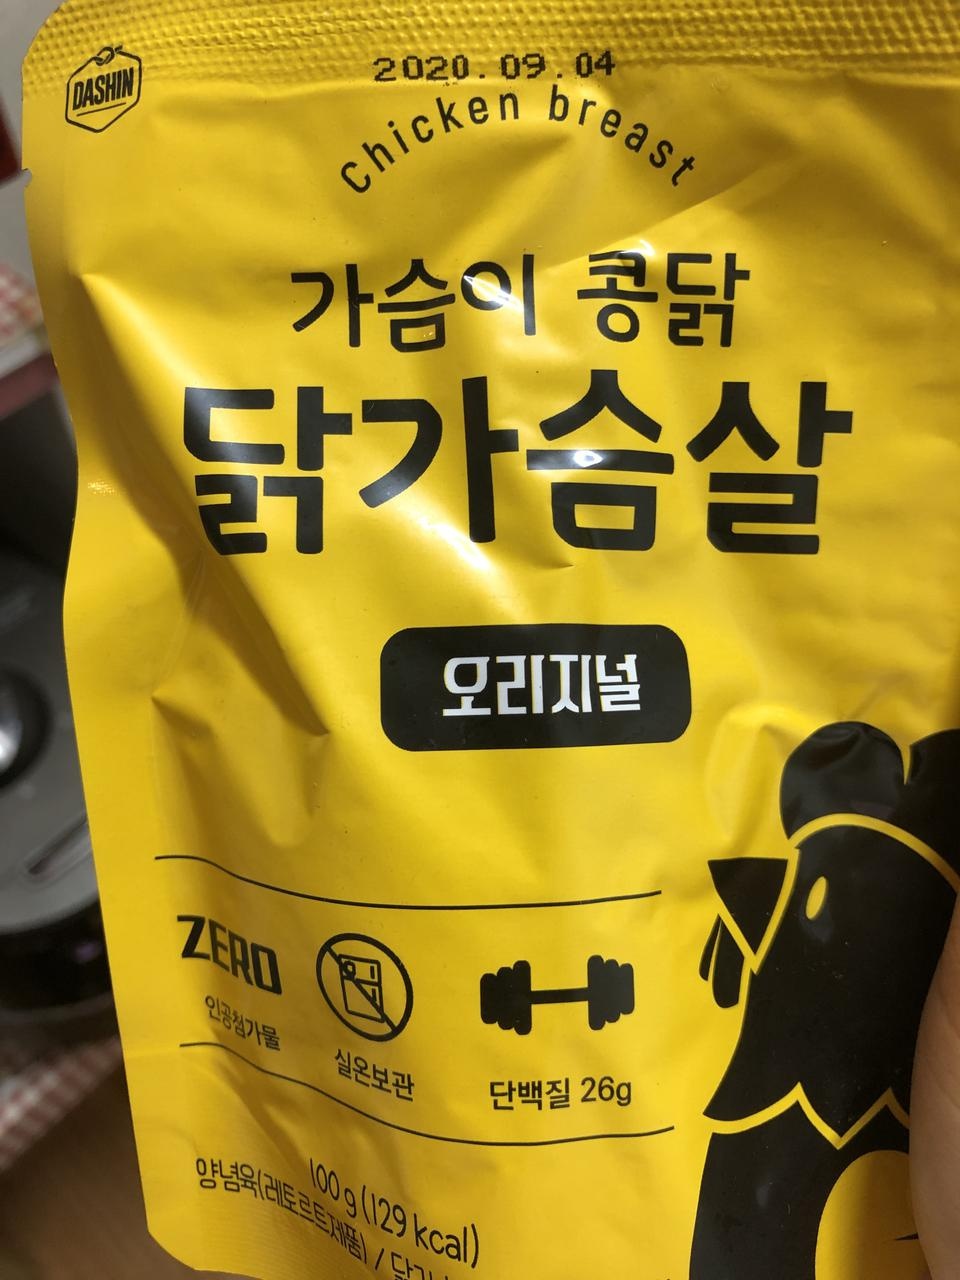 DASHIN
2020.09.04
chicken breast
가슴이 콩닭
닭가슴살
오리지널
ZERO
인공첨가물
실온보관
단백질 26g
100g(129 kcal)
양념육(레토르트제품) /